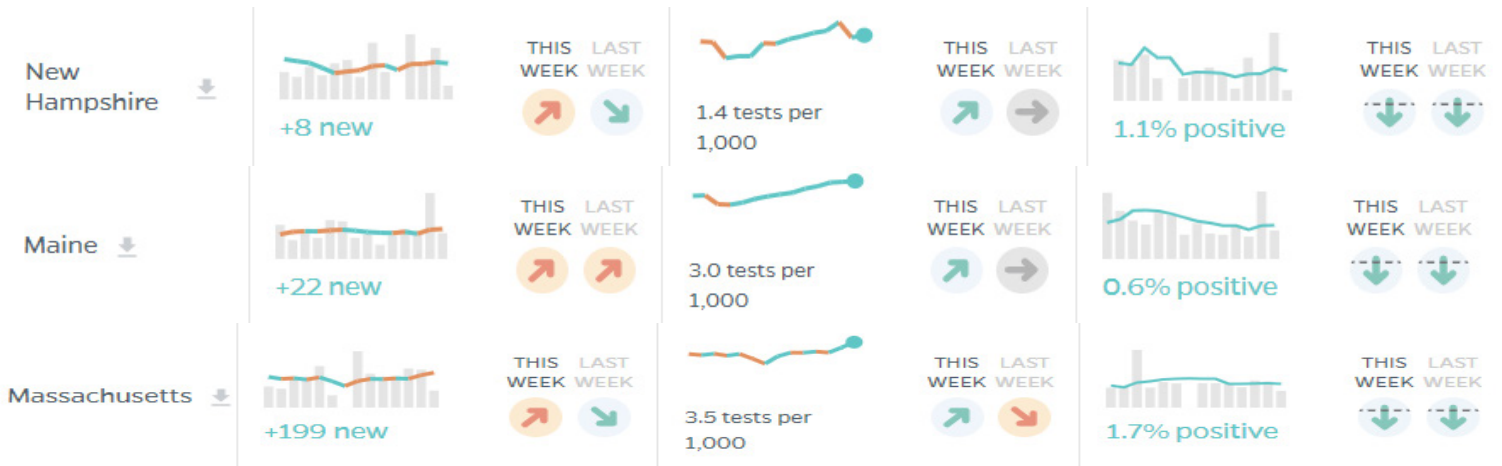 New
Hampshire
+8 new
THIS LAST
WEEK WEEK
1.4 tests per
1,000
THIS LAST
WEEK WEEK
1.1% positive
THIS LAST
WEEK WEEK
Maine
+22 new
THIS LAST
WEEK WEEK
3.0 tests per
1,000
THIS LAST
WEEK WEEK
0.6% positive
THIS LAST
WEEK WEEK
Massachusetts
+199 new
THIS LAST
WEEK WEEK
3.5 tests per
1,000
THIS LAST
WEEK WEEK
1.7% positive
THIS LAST
WEEK WEEK